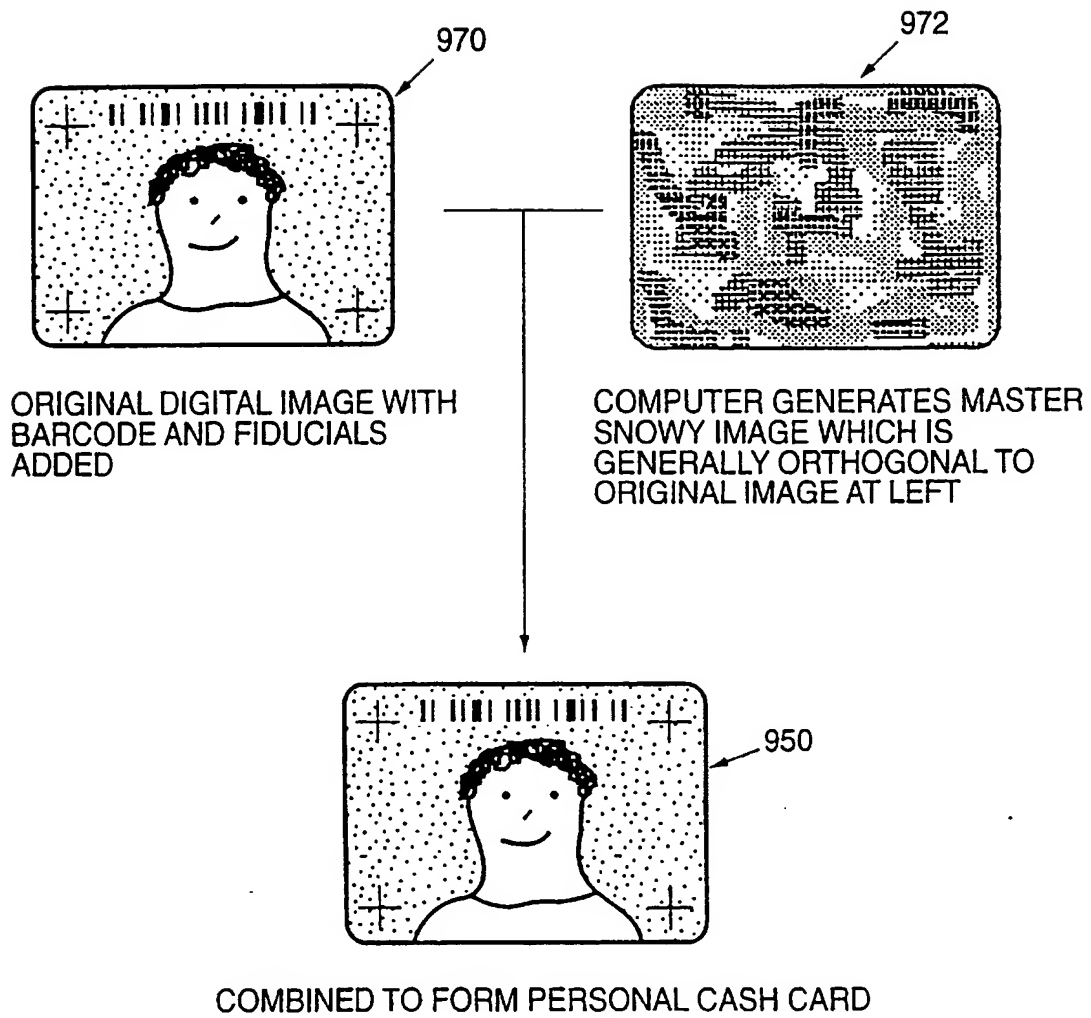 970
972
ORIGINAL DIGITAL IMAGE WITH
BARCODE AND FIDUCIALS
ADDED
COMPUTER GENERATES MASTER
SNOWY IMAGE WHICH IS
GENERALLY ORTHOGONAL TO
ORIGINAL IMAGE AT LEFT
950
COMBINED TO FORM PERSONAL CASH CARD